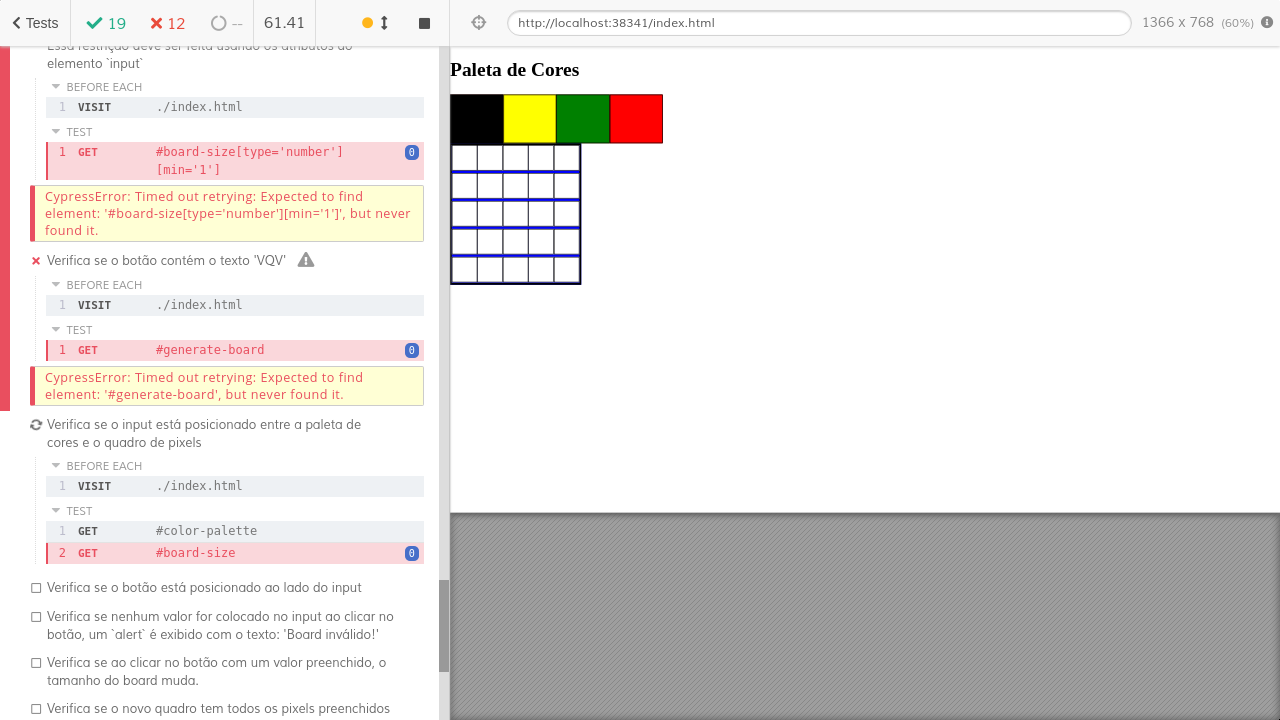 Tests
19
12
--
61.41
http://localhost:38341/index.html
1366 x 768 (60%)
Essa restrição deve ser feita usando os atributos do
elemento `input`
BEFORE EACH
1 VISIT ./index.html
TEST
1 GET #board-size[type='number'] 0
[min='1']
CypressError: Timed out retrying: Expected to find
element: '#board-size[type='number'][min='1']', but never
found it.
Verifica se o botão contém o texto 'VQV'
BEFORE EACH
1 VISIT ./index.html
TEST
1 GET #generate-board 0
CypressError: Timed out retrying: Expected to find
element: '#generate-board', but never found it.
Verifica se o input está posicionado entre a paleta de
cores e o quadro de pixels
BEFORE EACH
1 VISIT ./index.html
TEST
1 GET #color-palette
2 GET #board-size 0
Verifica se o botão está posicionado ao lado do input
Verifica se nenhum valor for colocado no input ao clicar no
botão, um `alert` é exibido com o texto: 'Board inválido!'
Verifica se ao clicar no botão com um valor preenchido, o
tamanho do board muda.
Verifica se o novo quadro tem todos os pixels preenchidos
Paleta de Cores